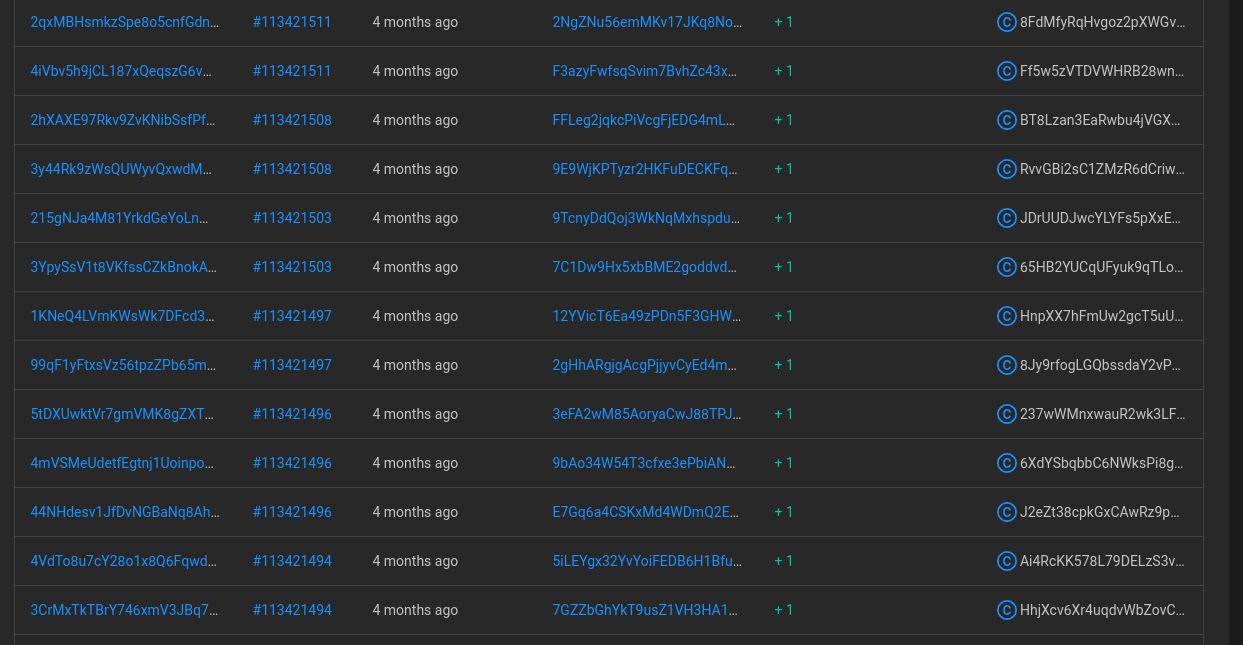 2qxMBHsmkzSpe8o5cnfGdn... #113421511 4 months ago 2NgZNu56emMKv17JKq8No... + 1 C 8FdMfyRqHvgoz2pXWGv...
4iVbv5h9jCL187xQeqszG6v... #113421511 4 months ago F3azyFwfsqSvim7BvhZc43x... + 1 C Ff5w5zVTDVWHRB28wn...
2hXAXE97Rkv9ZvKNibSsfPf... #113421508 4 months ago FFLeg2jqkcPiVcgFjEDG4mL... + 1 C BT8Lzan3EaRwbu4jVGX...
3y44Rk9zWsQUWyvQxwdM... #113421508 4 months ago 9E9WjKPTyzr2HKFuDECKFq... + 1 C RvvGBi2sC1ZMzR6dCriw...
215gNJa4M81YrkdGeYoLn... #113421503 4 months ago 9TcnyDdQoj3WkNqMxhspdu... + 1 C JDrUUDJwcYLYFs5pXxE...
3YpySsV1t8VKfssCZkBnokA... #113421503 4 months ago 7C1Dw9Hx5xbBME2goddvd... + 1 C 65HB2YUCqUFyuk9qTLo...
1KNeQ4LVmKWsWk7DFcd3... #113421497 4 months ago 12YVicT6Ea49zPDn5F3GHW... + 1 C HnpXX7hFmUw2gcT5uU...
99qF1yFtxsVz56tpzZPb65m... #113421497 4 months ago 2gHhARgjgAcgPjjyvCyEd4m... + 1 C 8Jy9rfogLGQbssdaY2vP...
5tDXUwktVr7gmVMK8gZXT... #113421496 4 months ago 3eFA2wM85AoryaCwJ88TPJ... + 1 C 237wWMnxwauR2wk3LF...
4mVSMeUdetfEgtnj1Uoinpo... #113421496 4 months ago 9bAo34W54T3cfxe3ePbiAN... + 1 C 6XdYSbqbbC6NWksPi8g...
44NHdesv1JfDvNGBaNq8Ah... #113421496 4 months ago E7Gq6a4CSKxMd4WDmQ2E... + 1 C J2eZt38cpkGxCAwRz9p...
4VdTo8u7cY28o1x8Q6Fqwd... #113421494 4 months ago 5iLEYgx32YvYoiFEDB6H1Bfu... + 1 C Ai4RcKK578L79DELzS3v...
3CrMxTkTBrY746xmV3JBq7... #113421494 4 months ago 7GZZbGhYkT9usZ1VH3HA1... + 1 C HhjXcv6Xr4uqdvWbZovC...